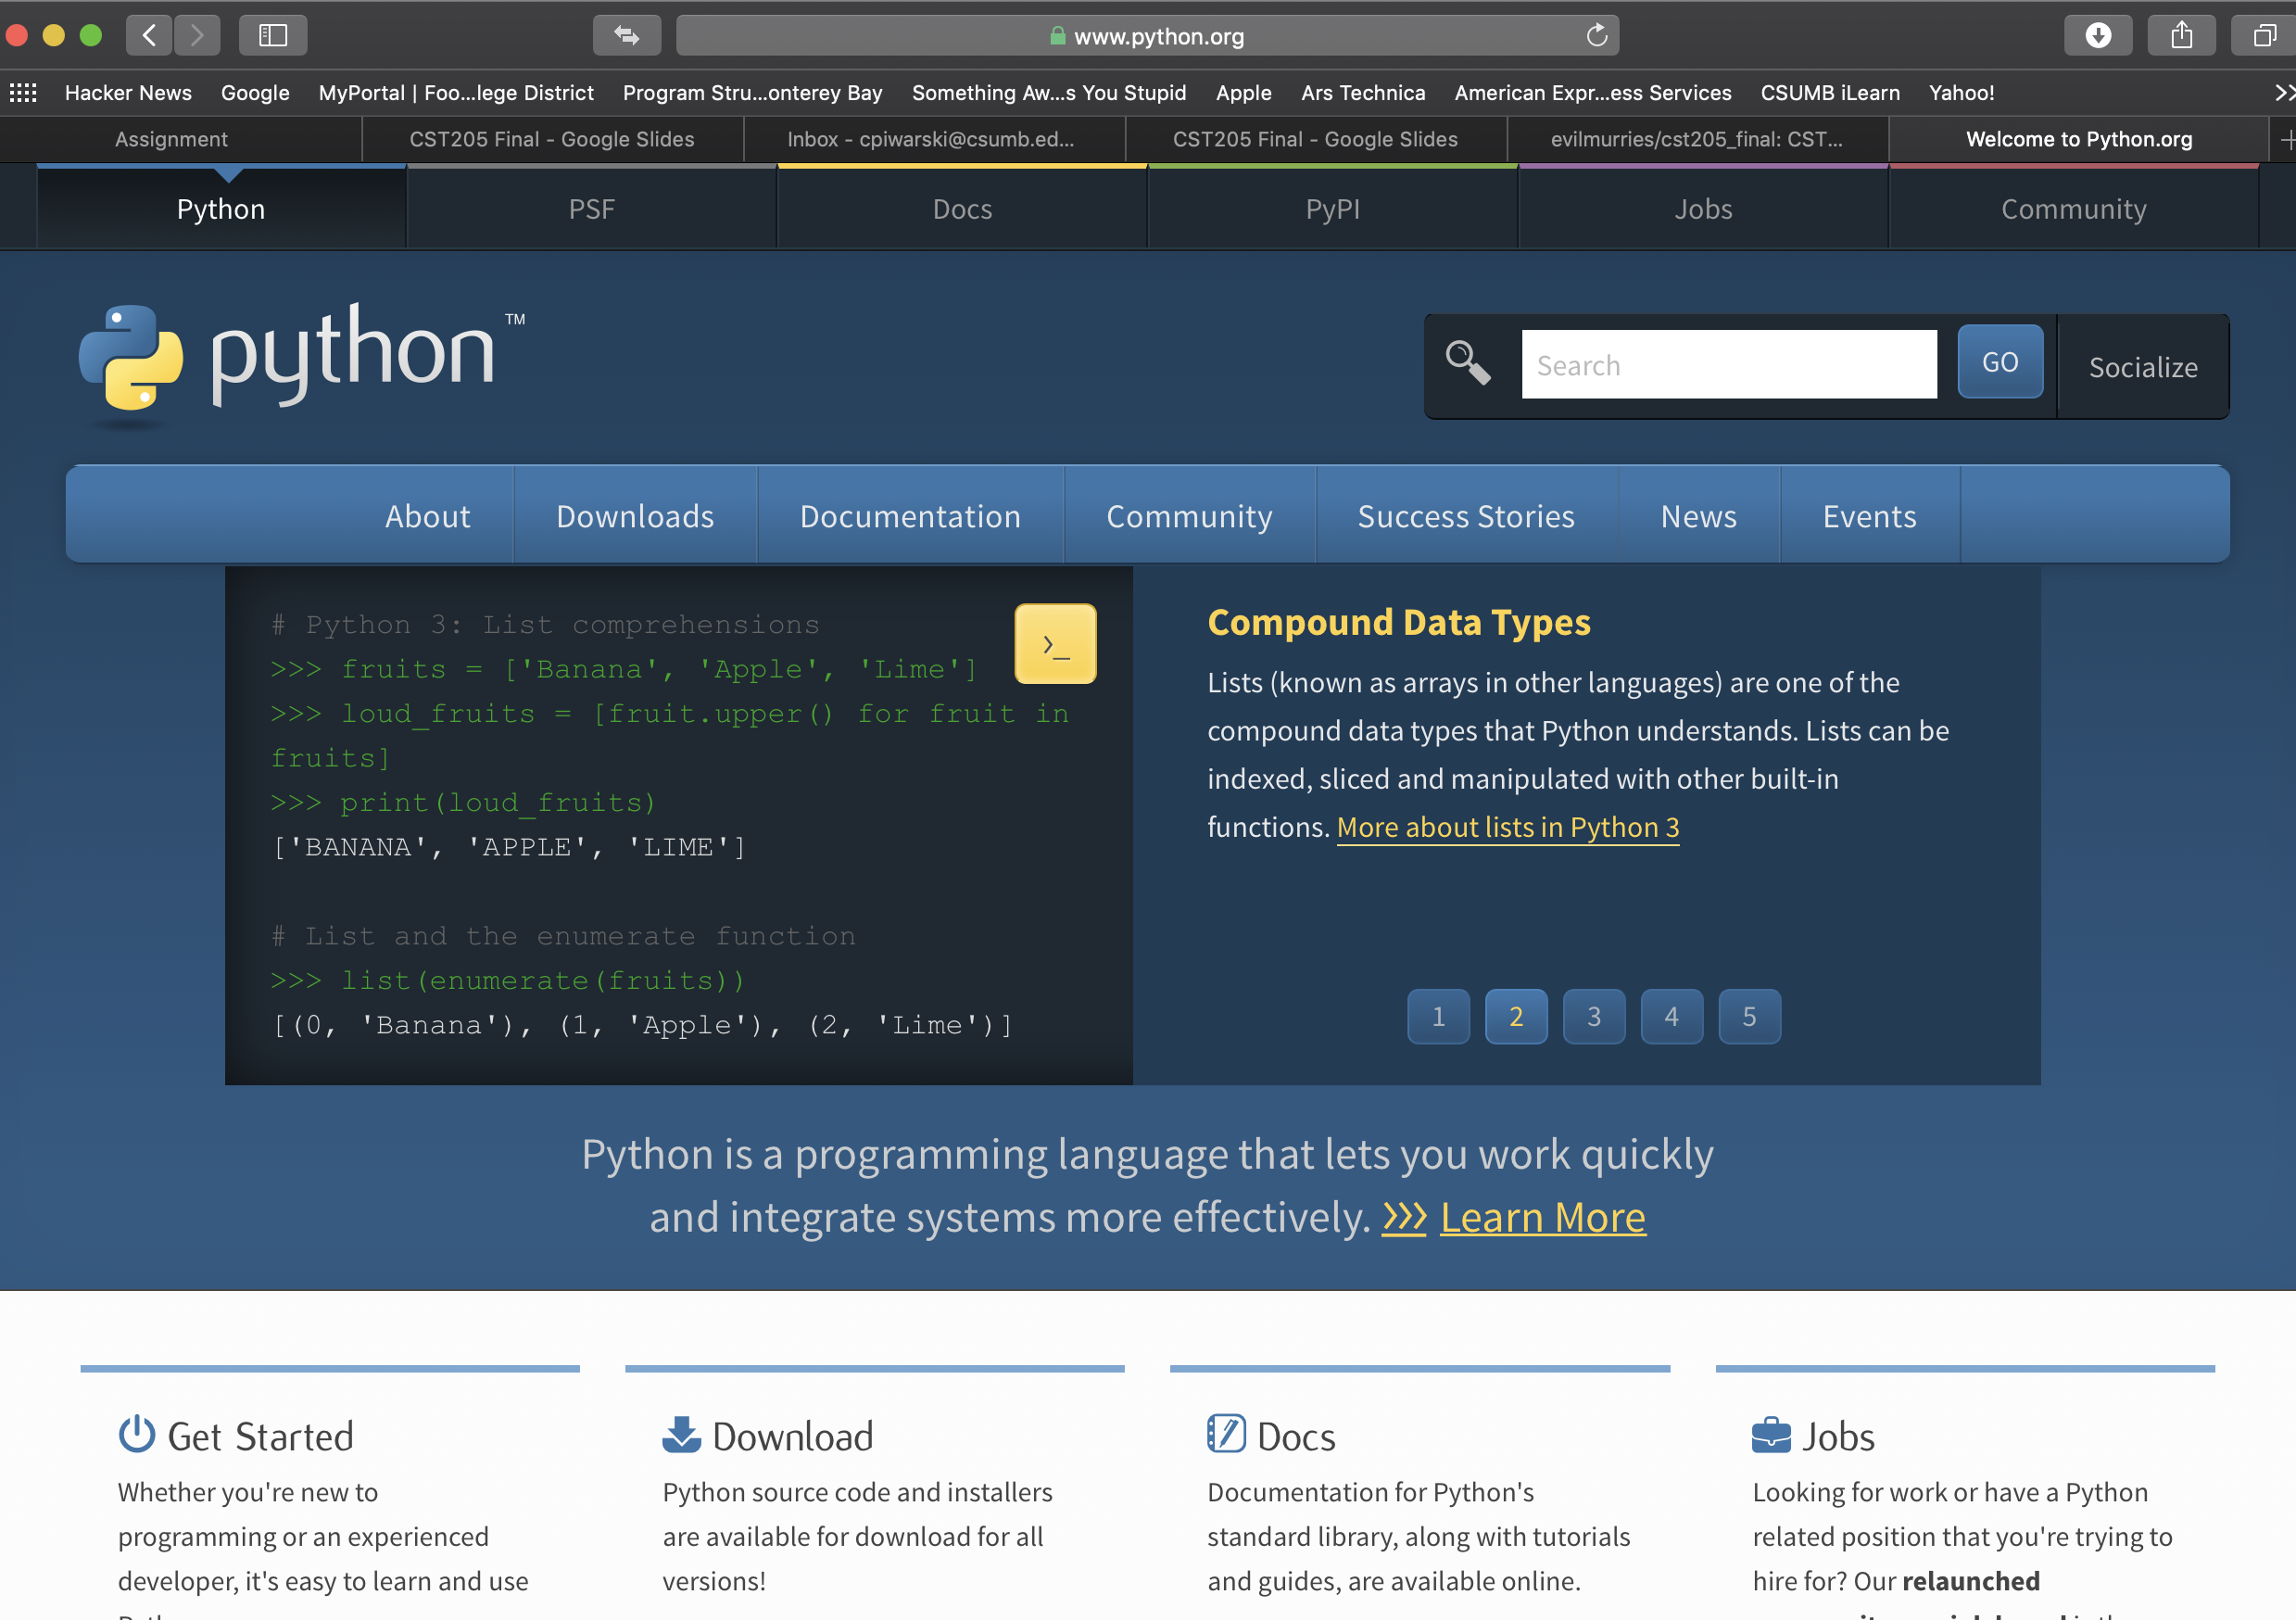 www.python.org
Hacker News Google MyPortal | Foo...lege District Program Stru...onterey Bay Something Aw...s You Stupid Apple Ars Technica American Expr...ess Services CSUMB iLearn Yahoo!
Assignment CST205 Final - Google Slides Inbox - cpiwarski@csumb.ed... CST205 Final - Google Slides evilmurries/cst205_final: CST... Welcome to Python.org
Python PSF Docs PyPI Jobs Community
python™
Search GO Socialize
About Downloads Documentation Community Success Stories News Events
# Python 3: List comprehensions
>>> fruits = ['Banana', 'Apple', 'Lime']
>>> loud_fruits = [fruit.upper() for fruit in
fruits]
>>> print(loud_fruits)
['BANANA', 'APPLE', 'LIME']
# List and the enumerate function
>>> list(enumerate(fruits))
[(0, 'Banana'), (1, 'Apple'), (2, 'Lime')]
>_
Compound Data Types
Lists (known as arrays in other languages) are one of the
compound data types that Python understands. Lists can be
indexed, sliced and manipulated with other built-in
functions. More about lists in Python 3
1 2 3 4 5
Python is a programming language that lets you work quickly
and integrate systems more effectively. >>> Learn More
Get Started
Whether you're new to
programming or an experienced
developer, it's easy to learn and use
Download
Python source code and installers
are available for download for all
versions!
Docs
Documentation for Python's
standard library, along with tutorials
and guides, are available online.
Jobs
Looking for work or have a Python
related position that you're trying to
hire for? Our relaunched